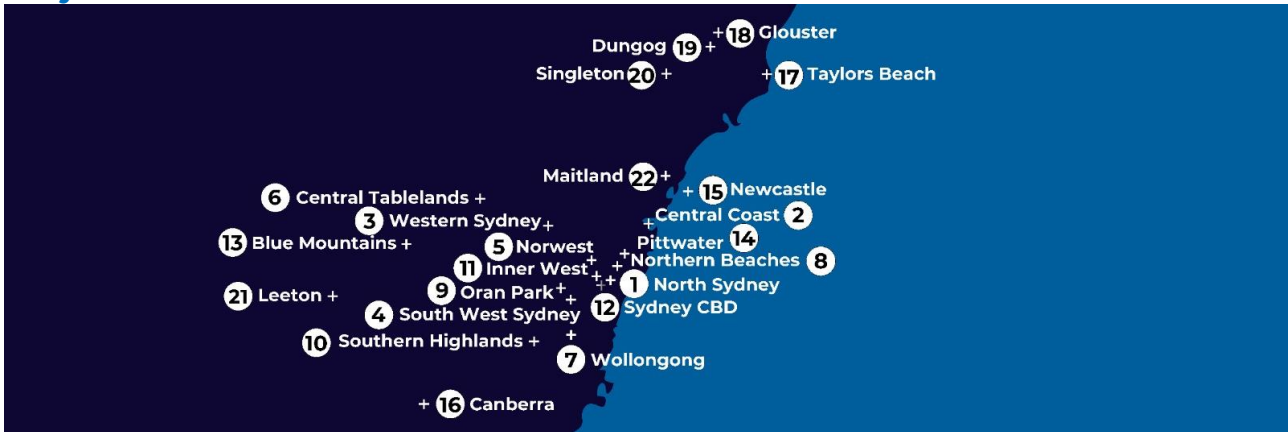 18 Glouster
Dungog 19
Singleton 20
17 Taylors Beach
Maitland 22
15 Newcastle
6 Central Tablelands
Central Coast 2
3 Western Sydney
13 Blue Mountains
5 Norwest
Pittwater 14
11 Inner West
Northern Beaches 8
9 Oran Park
1 North Sydney
21 Leeton
4 South West Sydney
12 Sydney CBD
10 Southern Highlands
7 Wollongong
16 Canberra